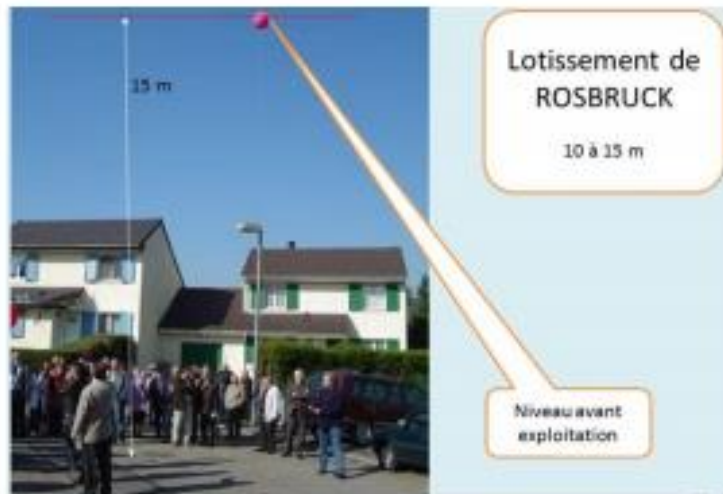 15 m
Lotissement de
ROSBRUCK
10 à 15 m
Niveau avant
exploitation